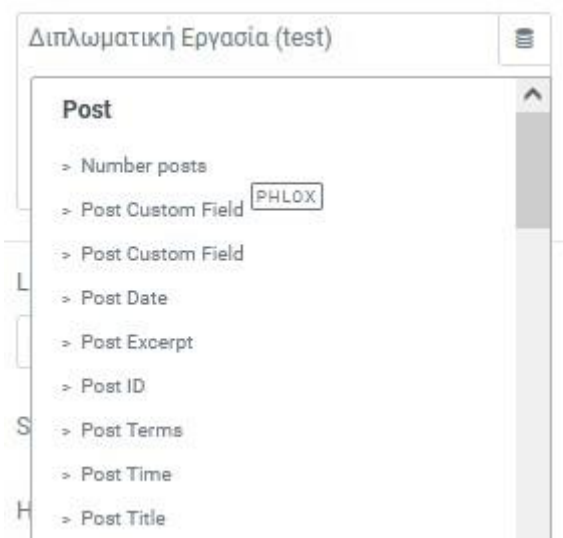 Διπλωματική Εργασία (test)
Post
> Number posts
> Post Custom Field PHLOX
> Post Custom Field
> Post Date
> Post Excerpt
> Post ID
> Post Terms
> Post Time
> Post Title